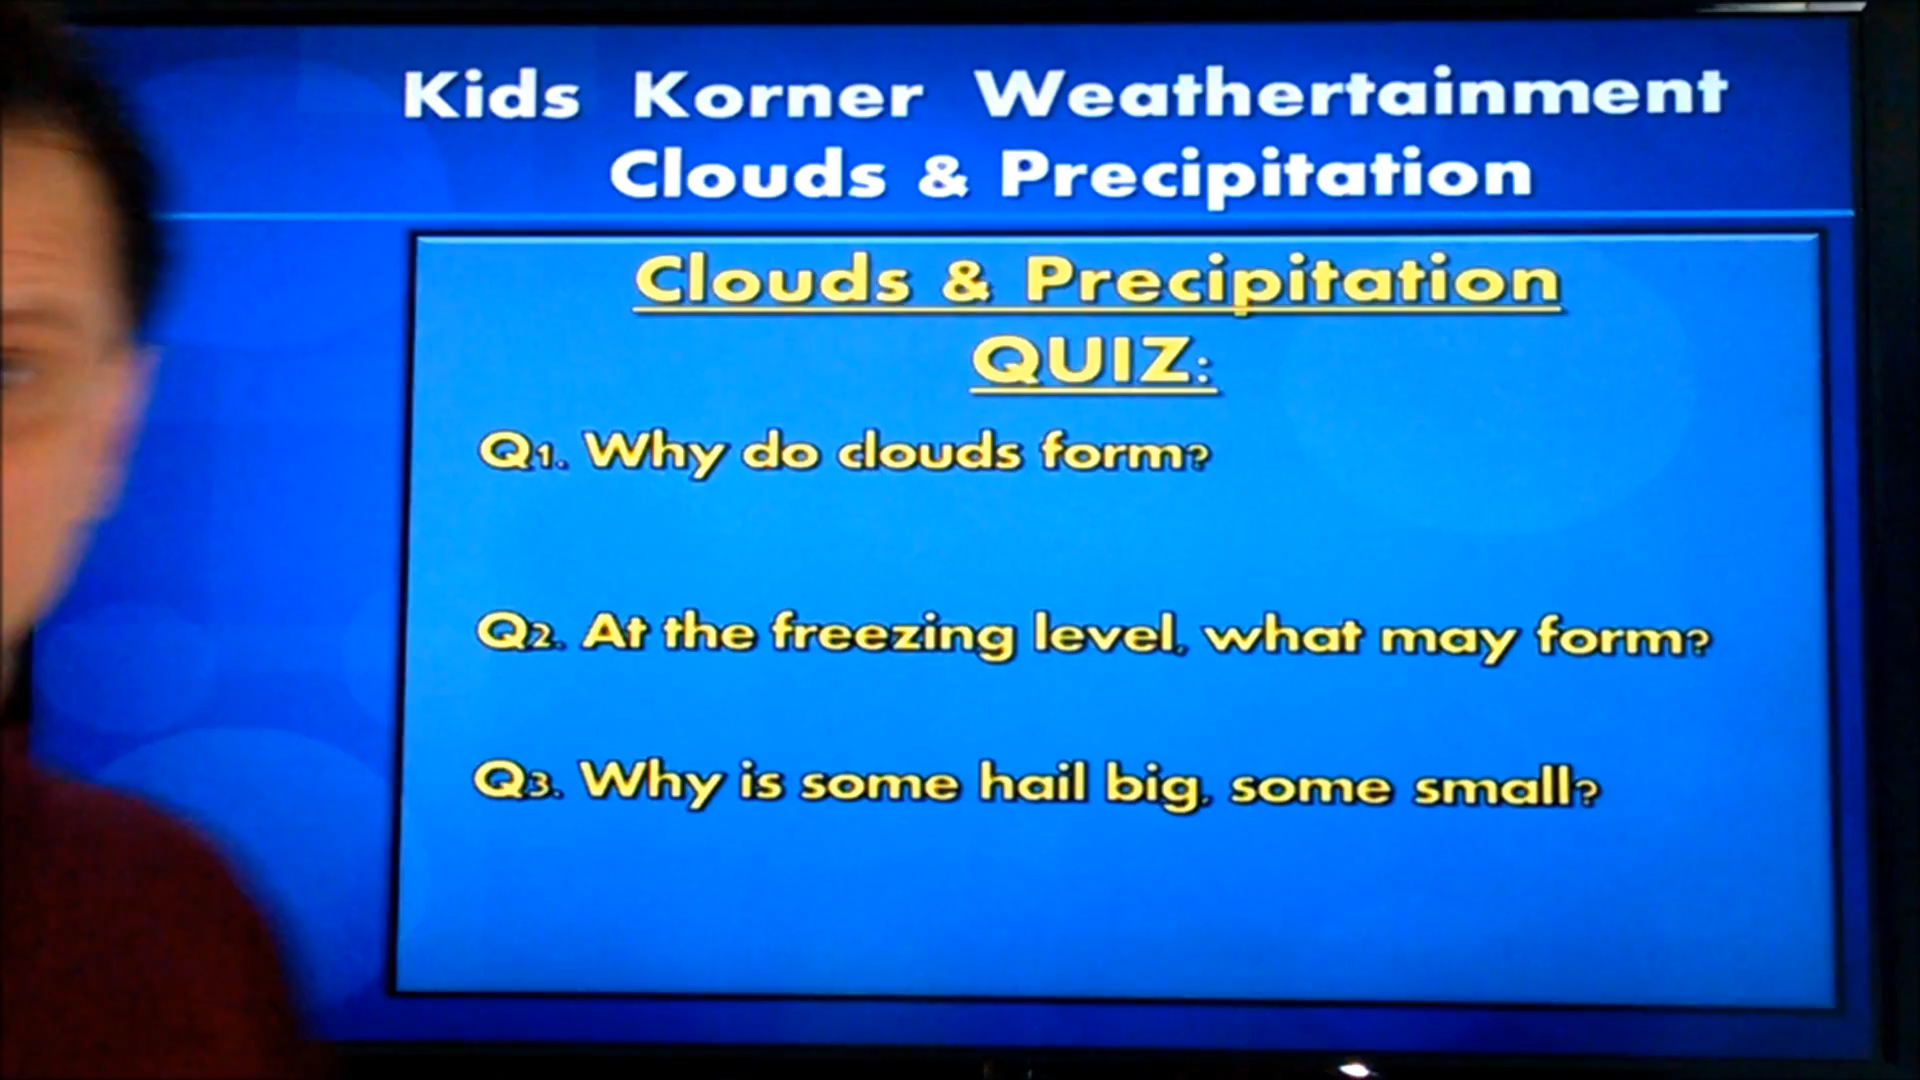 Kids Korner Weathertainment
Clouds & Precipitation
Clouds & Precipitation
QUIZ:
Q1. Why do clouds form?
Q2. At the freezing level, what may form?
Q3. Why is some hail big, some small?